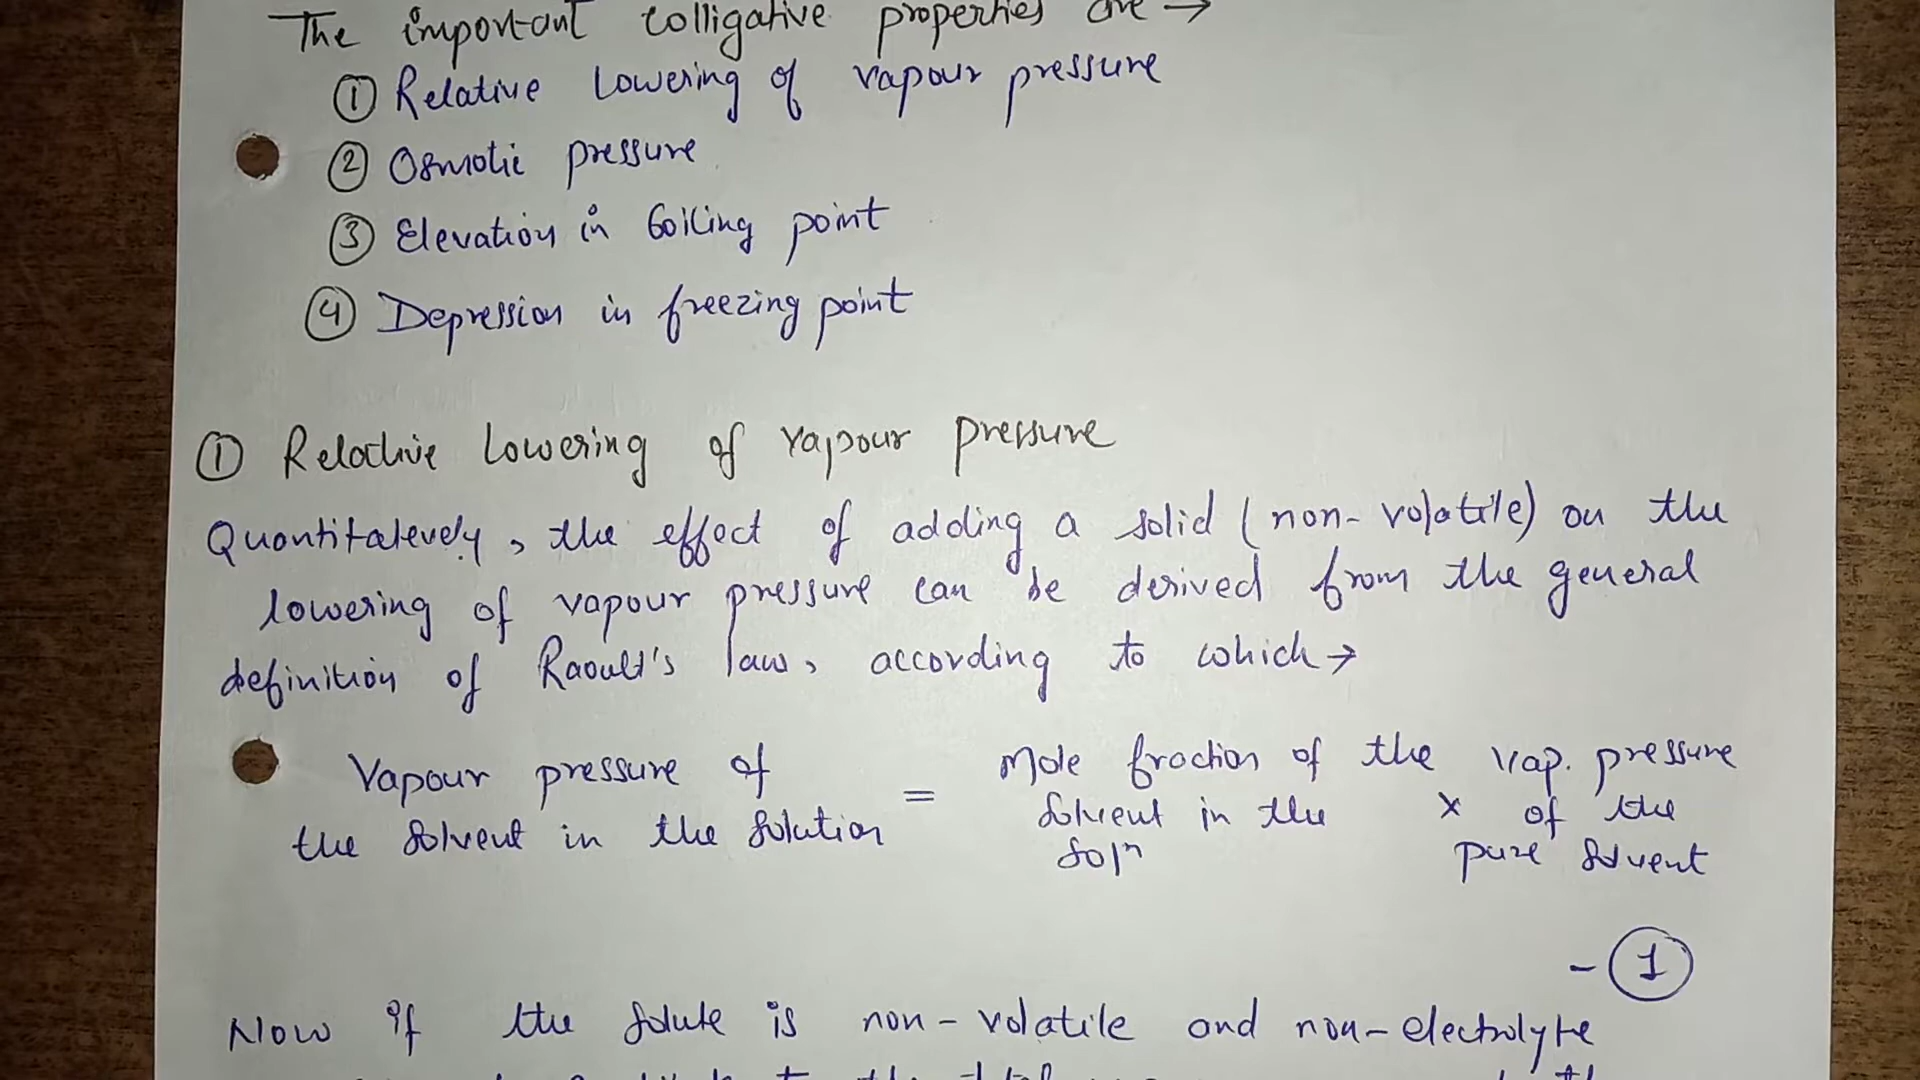 The important colligative properties are →
① Relative lowering of vapour pressure
② Osmotic pressure
③ Elevation in boiling point
④ Depression in freezing point
① Relative lowering of vapour pressure
Quantitatevely, the effect of adding a solid (non-volatile) on the
lowering of vapour pressure can be derived from the general
definition of Raoult's law, according to which →
Vapour pressure of
the solvent in the solution = Mole fraction of the
solvent in the
solⁿ × vap. pressure
of the
pure solvent
- ①
Now if the solute is non-volatile and non-electrolyte